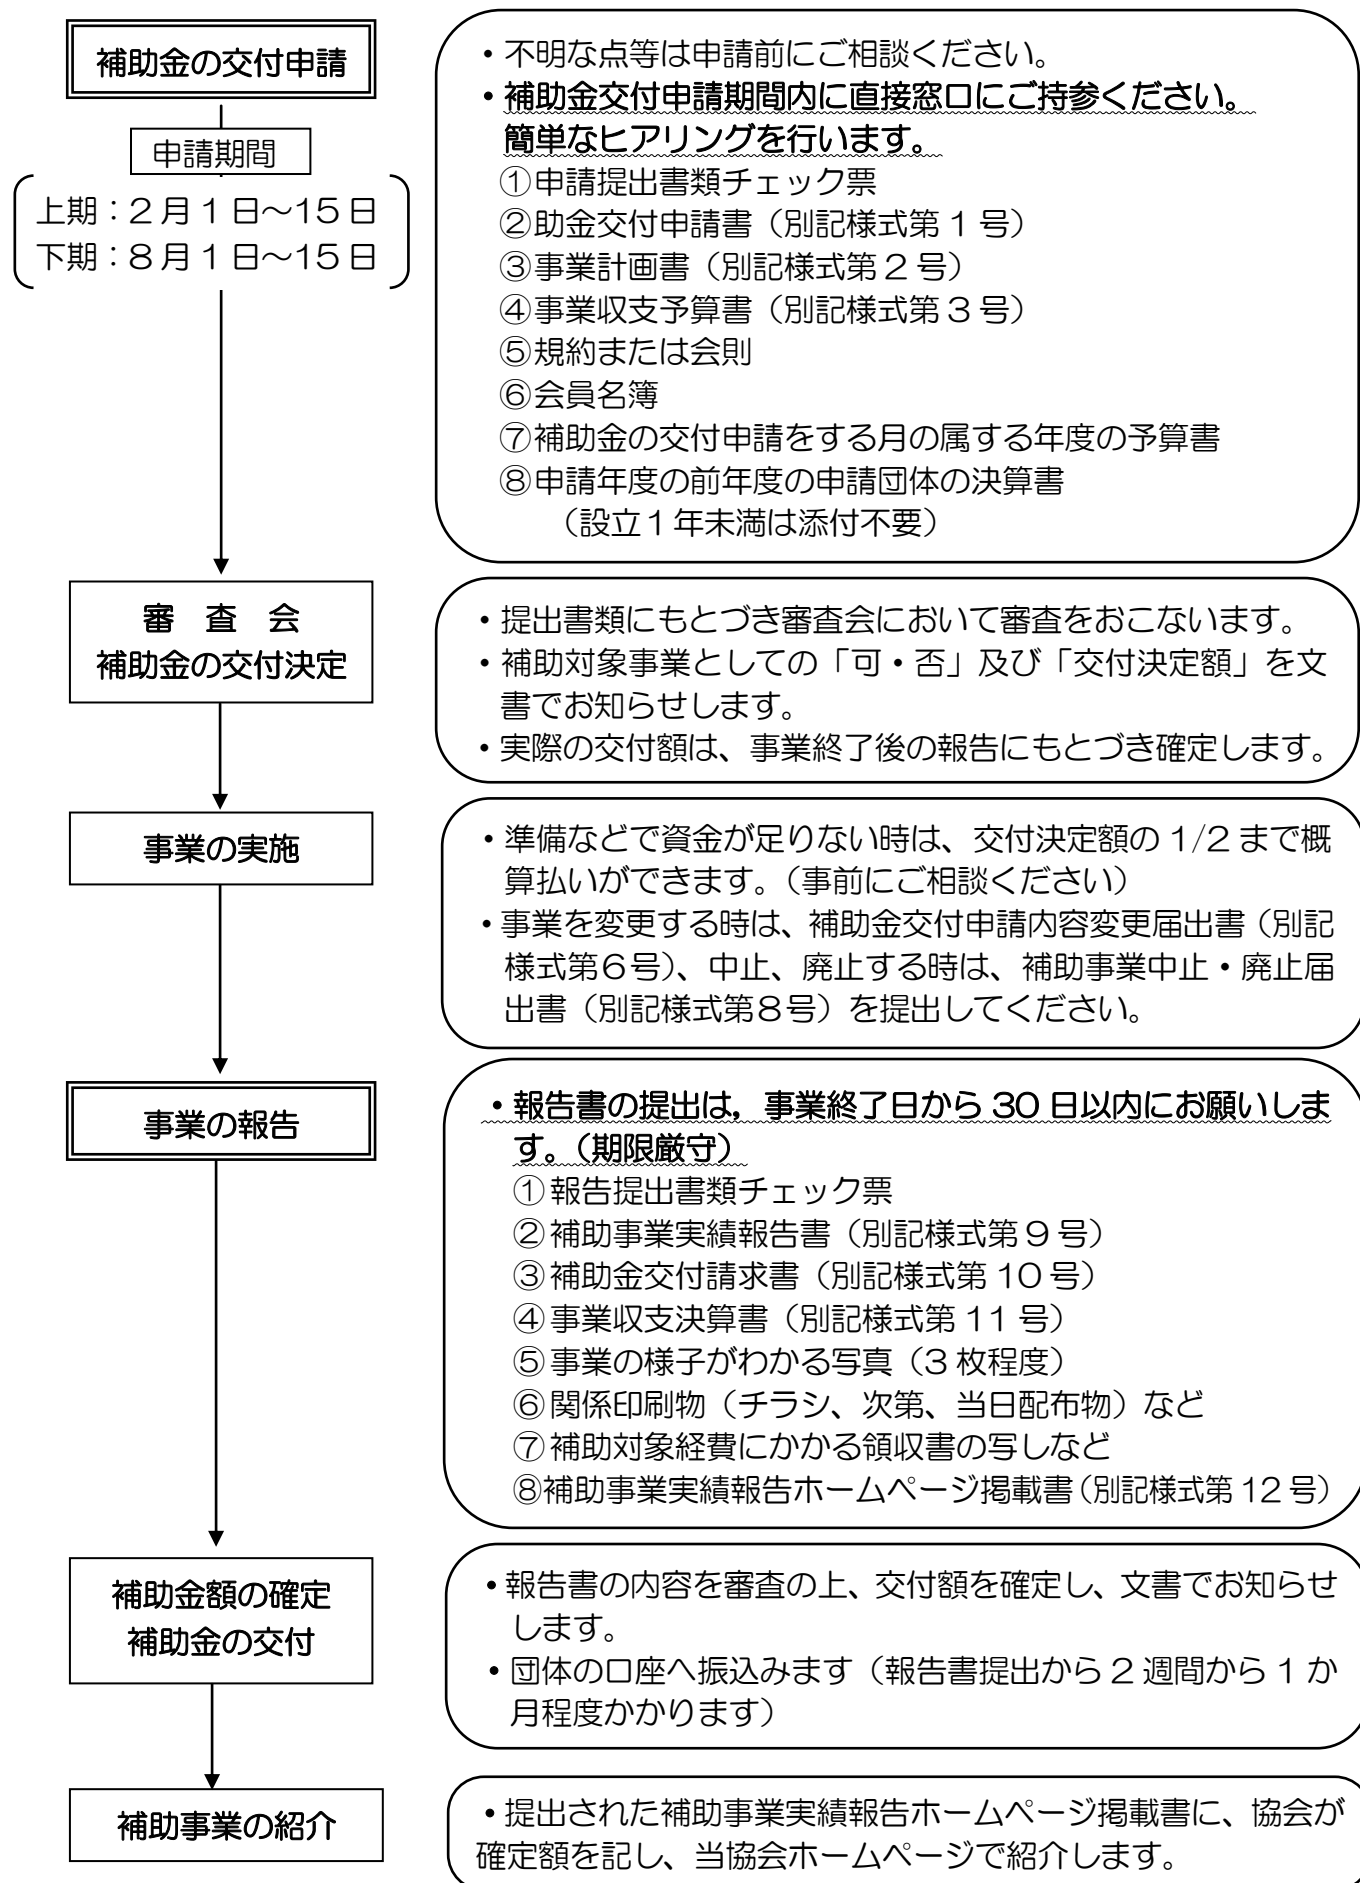 補助金の交付申請
申請期間
上期：2月1日～15日
下期：8月1日～15日
・不明な点等は申請前にご相談ください。
・補助金交付申請期間内に直接窓口にご持参ください。
簡単なヒアリングを行います。
①申請提出書類チェック票
②助金交付申請書（別記様式第1号）
③事業計画書（別記様式第2号）
④事業収支予算書（別記様式第3号）
⑤規約または会則
⑥会員名簿
⑦補助金の交付申請をする月の属する年度の予算書
⑧申請年度の前年度の申請団体の決算書
（設立1年未満は添付不要）
審　査　会
補助金の交付決定
・提出書類にもとづき審査会において審査をおこないます。
・補助対象事業としての「可・否」及び「交付決定額」を文
書でお知らせします。
・実際の交付額は、事業終了後の報告にもとづき確定します。
事業の実施
・準備などで資金が足りない時は、交付決定額の 1/2 まで概
算払いができます。（事前にご相談ください）
・事業を変更する時は、補助金交付申請内容変更届出書（別記
様式第6号）、中止、廃止する時は、補助事業中止・廃止届
出書（別記様式第8号）を提出してください。
事業の報告
・報告書の提出は，事業終了日から 30 日以内にお願いしま
す。（期限厳守）
①報告提出書類チェック票
②補助事業実績報告書（別記様式第9号）
③補助金交付請求書（別記様式第 10 号）
④事業収支決算書（別記様式第 11 号）
⑤事業の様子がわかる写真（3 枚程度）
⑥関係印刷物（チラシ、次第、当日配布物）など
⑦補助対象経費にかかる領収書の写しなど
⑧補助事業実績報告ホームページ掲載書（別記様式第 12 号）
補助金額の確定
補助金の交付
・報告書の内容を審査の上、交付額を確定し、文書でお知らせ
します。
・団体の口座へ振込みます（報告書提出から 2 週間から 1 か
月程度かかります）
補助事業の紹介
・提出された補助事業実績報告ホームページ掲載書に、協会が
確定額を記し、当協会ホームページで紹介します。